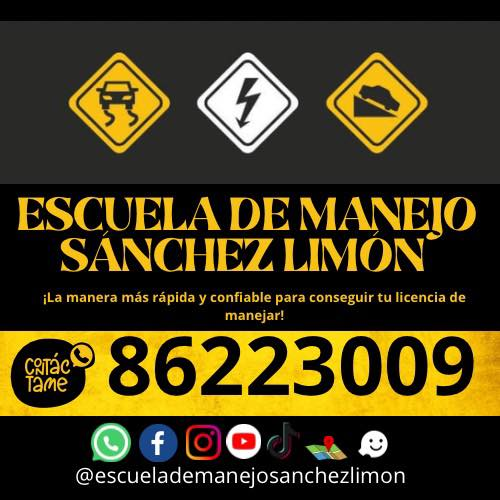 ESCUELA DE MANEJO
SÁNCHEZ LIMÓN
¡La manera más rápida y confiable para conseguir tu licencia de
manejar!
CONTÁC
TAME
86223009
@escuelademanejosanchezlimon